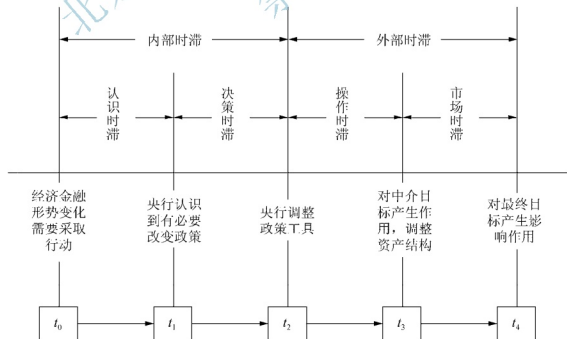 内部时滞
外部时滞
认识时滞
决策时滞
操作时滞
市场时滞
经济金融
形势变化
需要采取
行动
央行认识
到有必要
改变政策
央行调整
政策工具
对中介目
标产生作
用，调整
资产结构
对最终目
标产生影
响作用
t₀
t₁
t₂
t₃
t₄